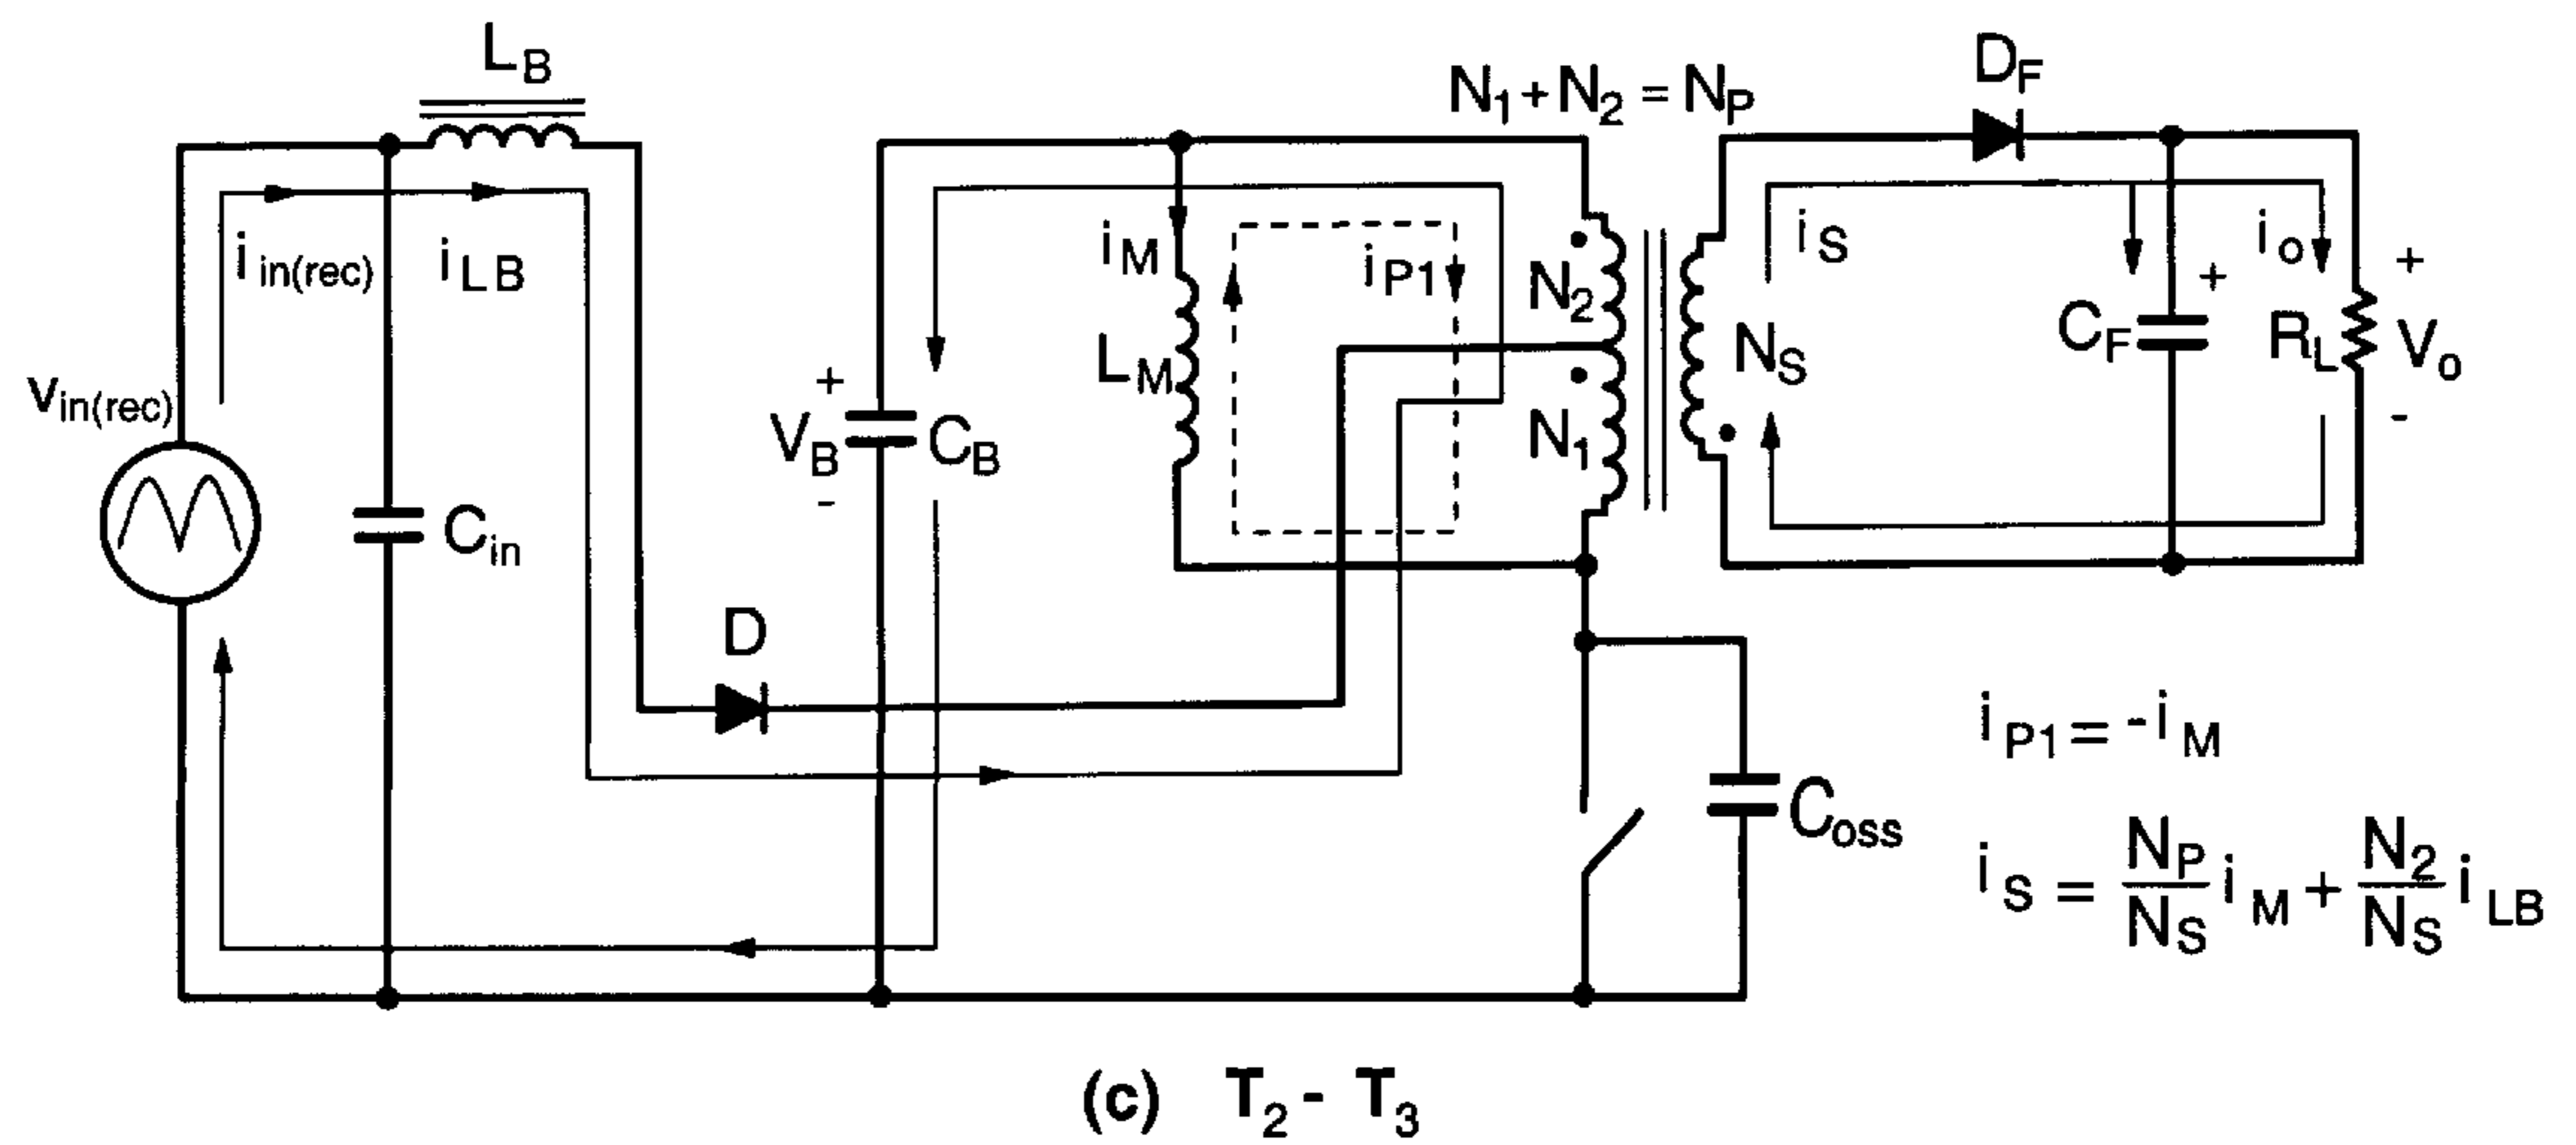 L_B
N_1 + N_2 = N_P
D_F
i_in(rec)
i_LB
i_M
i_P1
N_2
i_S
i_o
+
+
v_in(rec)
+
V_B
-
C_B
L_M
N_1
N_S
C_F
R_L
V_o
-
C_in
D
C_oss
i_P1 = -i_M
i_S = N_P/N_S i_M + N_2/N_S i_LB
(c) T_2 - T_3